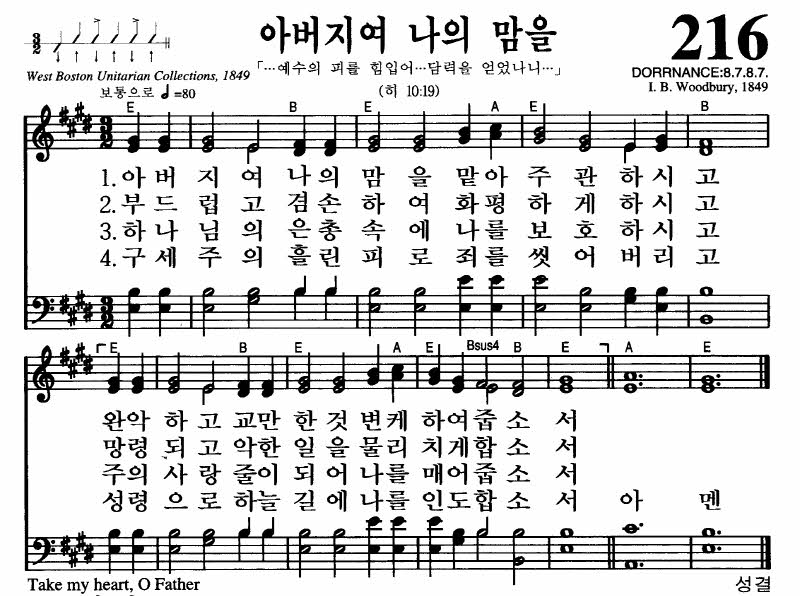 3/2
아버지여 나의 맘을
216
「…예수의 피를 힘입어…담력을 얻었나니…」
West Boston Unitarian Collections, 1849
DORRNANCE:8.7.8.7.
보통으로 =80
(히 10:19)
I. B. Woodbury, 1849
E B E A E B
1. 아 버 지 여 나 의 맘 을 맡 아 주 관 하 시 고
2. 부 드 럽 고 겸 손 하 여 화 평 하 게 하 시 고
3. 하 나 님 의 은 총 속 에 나 를 보 호 하 시 고
4. 구 세 주 의 흘 린 피 로 죄 를 씻 어 버 리 고
E B E A E Bsus4 B E A E
완악 하 고 교만 한 것 변케 하여줍 소 서
망령 되 고 악한 일 을 물리 치게합 소 서
주의 사 랑 줄이 되 어 나를 매어줍 소 서
성령 으 로 하늘 길 에 나를 인도합 소 서 아 멘
Take my heart, O Father
성결